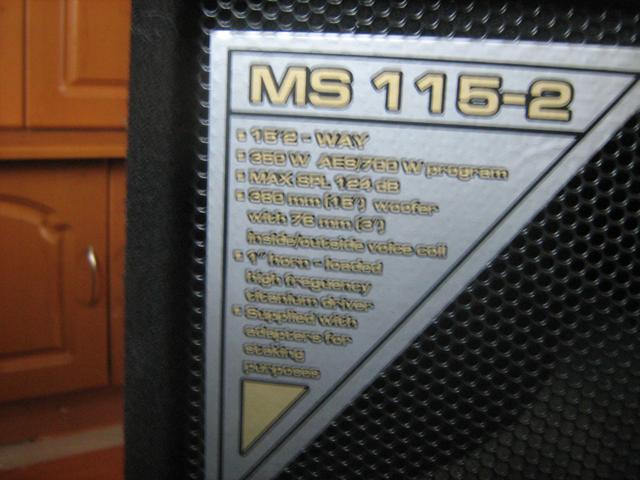 MS 115-2
15"2 - WAY
350 W AES/700 W program
MAX SPL 124 dB
380 mm (15") woofer
with 76 mm (3")
inside/outside voice coil
1" horn - loaded
high freguency
titanium driver
Supplied with
adapters for
staking
purposes